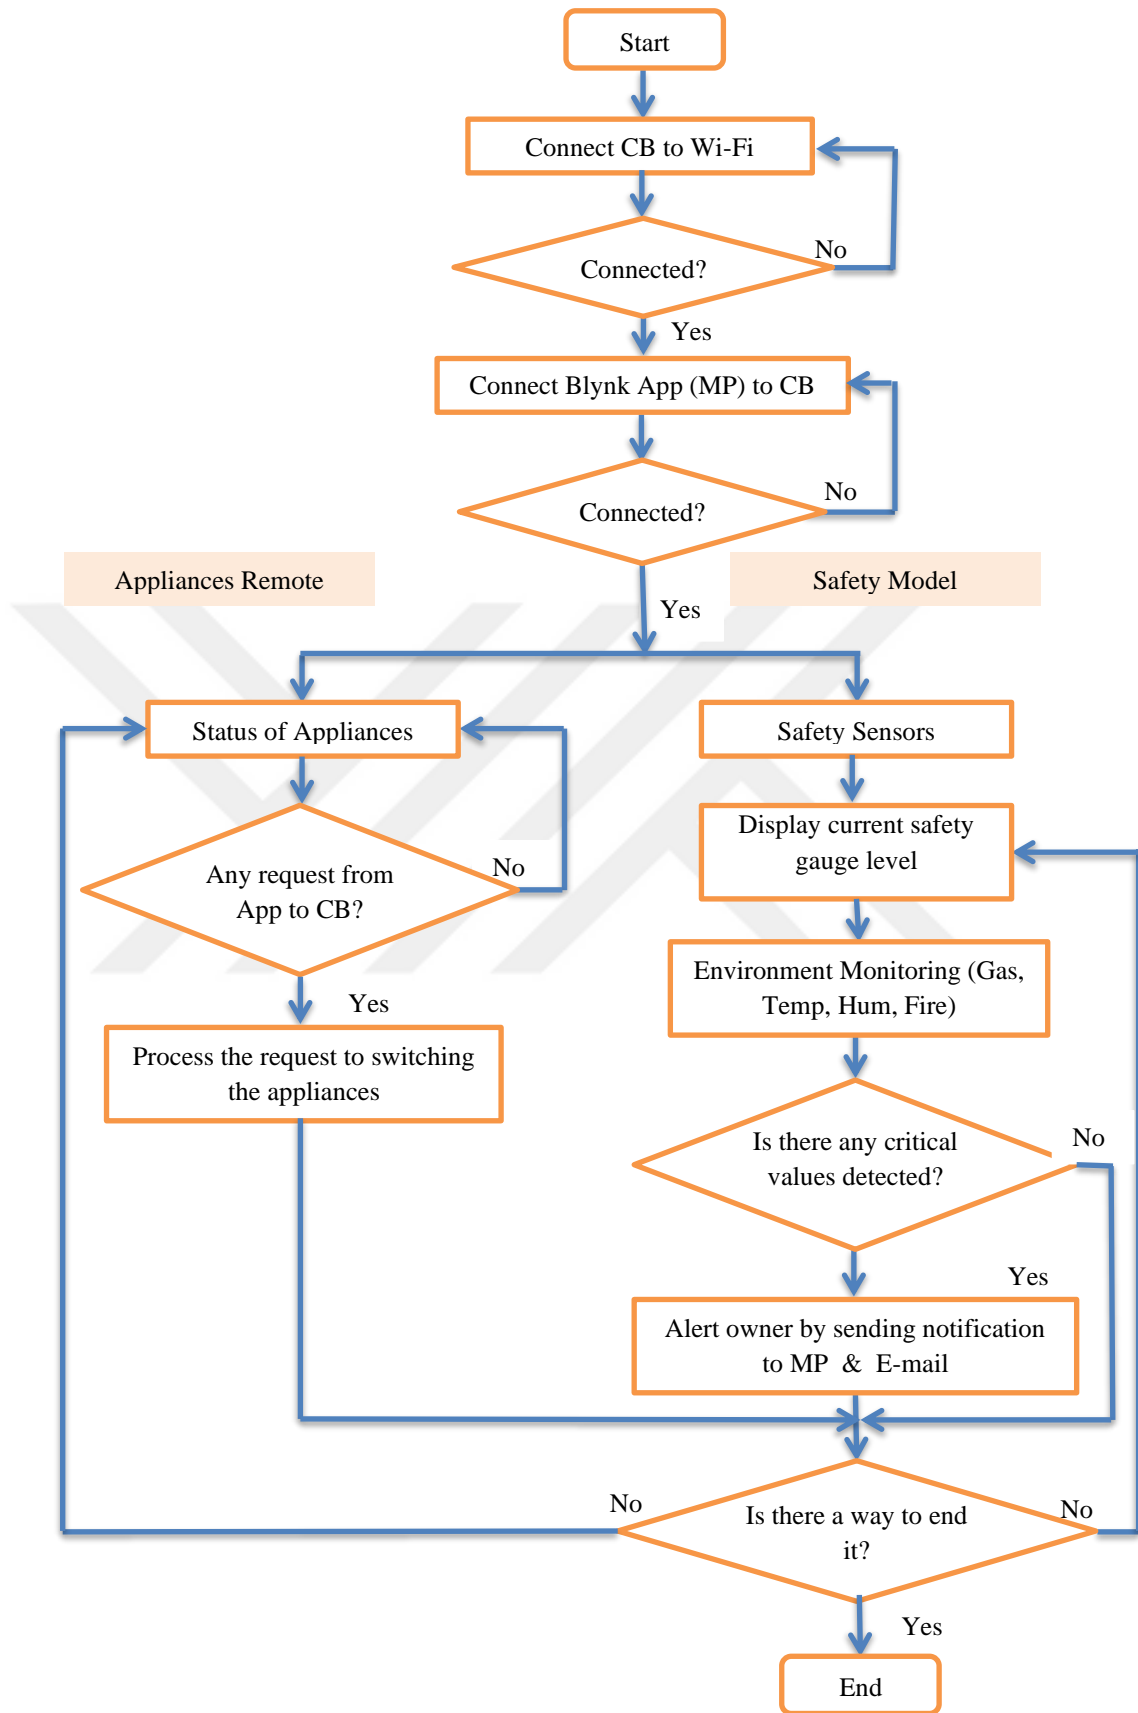 Start
Connect CB to Wi-Fi
No
Connected?
Yes
Connect Blynk App (MP) to CB
No
Connected?
Appliances Remote
Safety Model
Yes
Status of Appliances
Safety Sensors
Display current safety
gauge level
No
Any request from
App to CB?
Environment Monitoring (Gas,
Temp, Hum, Fire)
Yes
Process the request to switching
the appliances
Is there any critical
values detected?
No
Yes
Alert owner by sending notification
to MP & E-mail
No
Is there a way to end
it?
No
Yes
End